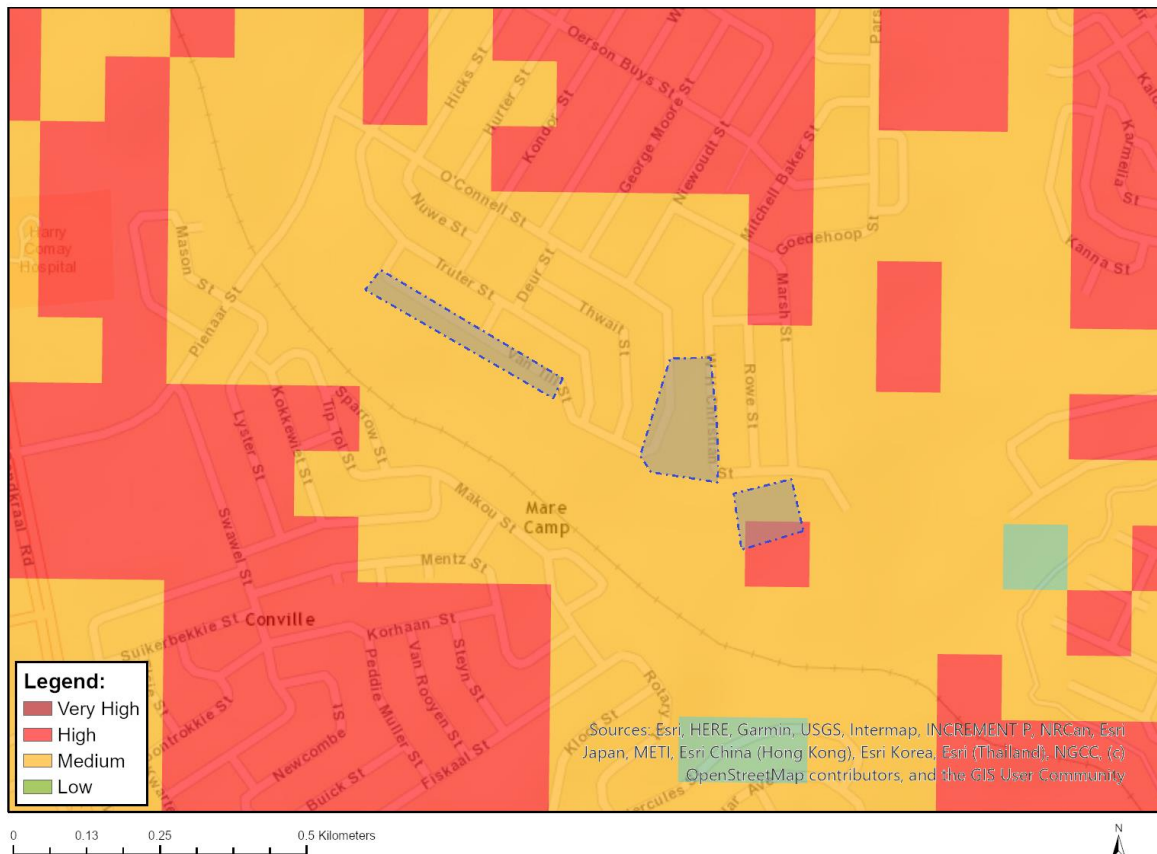 Hicks St
Hurter St
Kondor St
Oerson Buys St
George Moore St
Niewoudt St
Mitchell Baker St
Goedehoop St
Karmelia St
Kanna St
Marsh St
O'Connell St
Nuwe St
Truter St
Deur St
Thwait St
Rowe St
Harry
Comay
Hospital
Mason St
Pienaar St
Sparrow St
Tip Tol St
Kokkewiet St
Lyster St
Swawel St
Makou St
Mare
Camp
Mentz St
Conville
Suikerbekkie St
Korhaan St
Steyn St
Van Rooyen St
Peddie Muller St
Newcombe St
Buick St
Fiskaal St
Rotary
Legend:
Very High
High
Medium
Low
Sources: Esri, HERE, Garmin, USGS, Intermap, INCREMENT P, NRCan, Esri
Japan, METI, Esri China (Hong Kong), Esri Korea, Esri (Thailand), NGCC, (c)
OpenStreetMap contributors, and the GIS User Community
0 0.13 0.25 0.5 Kilometers
N